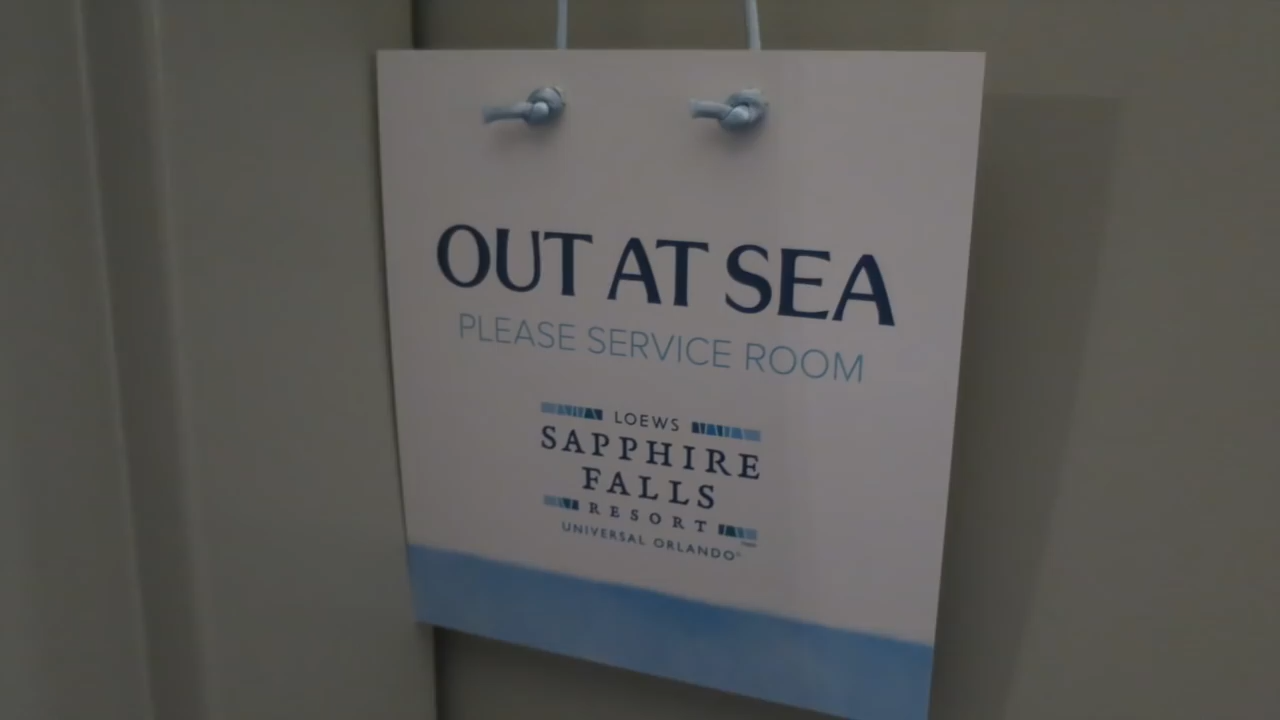 OUT AT SEA
PLEASE SERVICE ROOM
LOEWS
SAPPHIRE
FALLS
RESORT
UNIVERSAL ORLANDO®